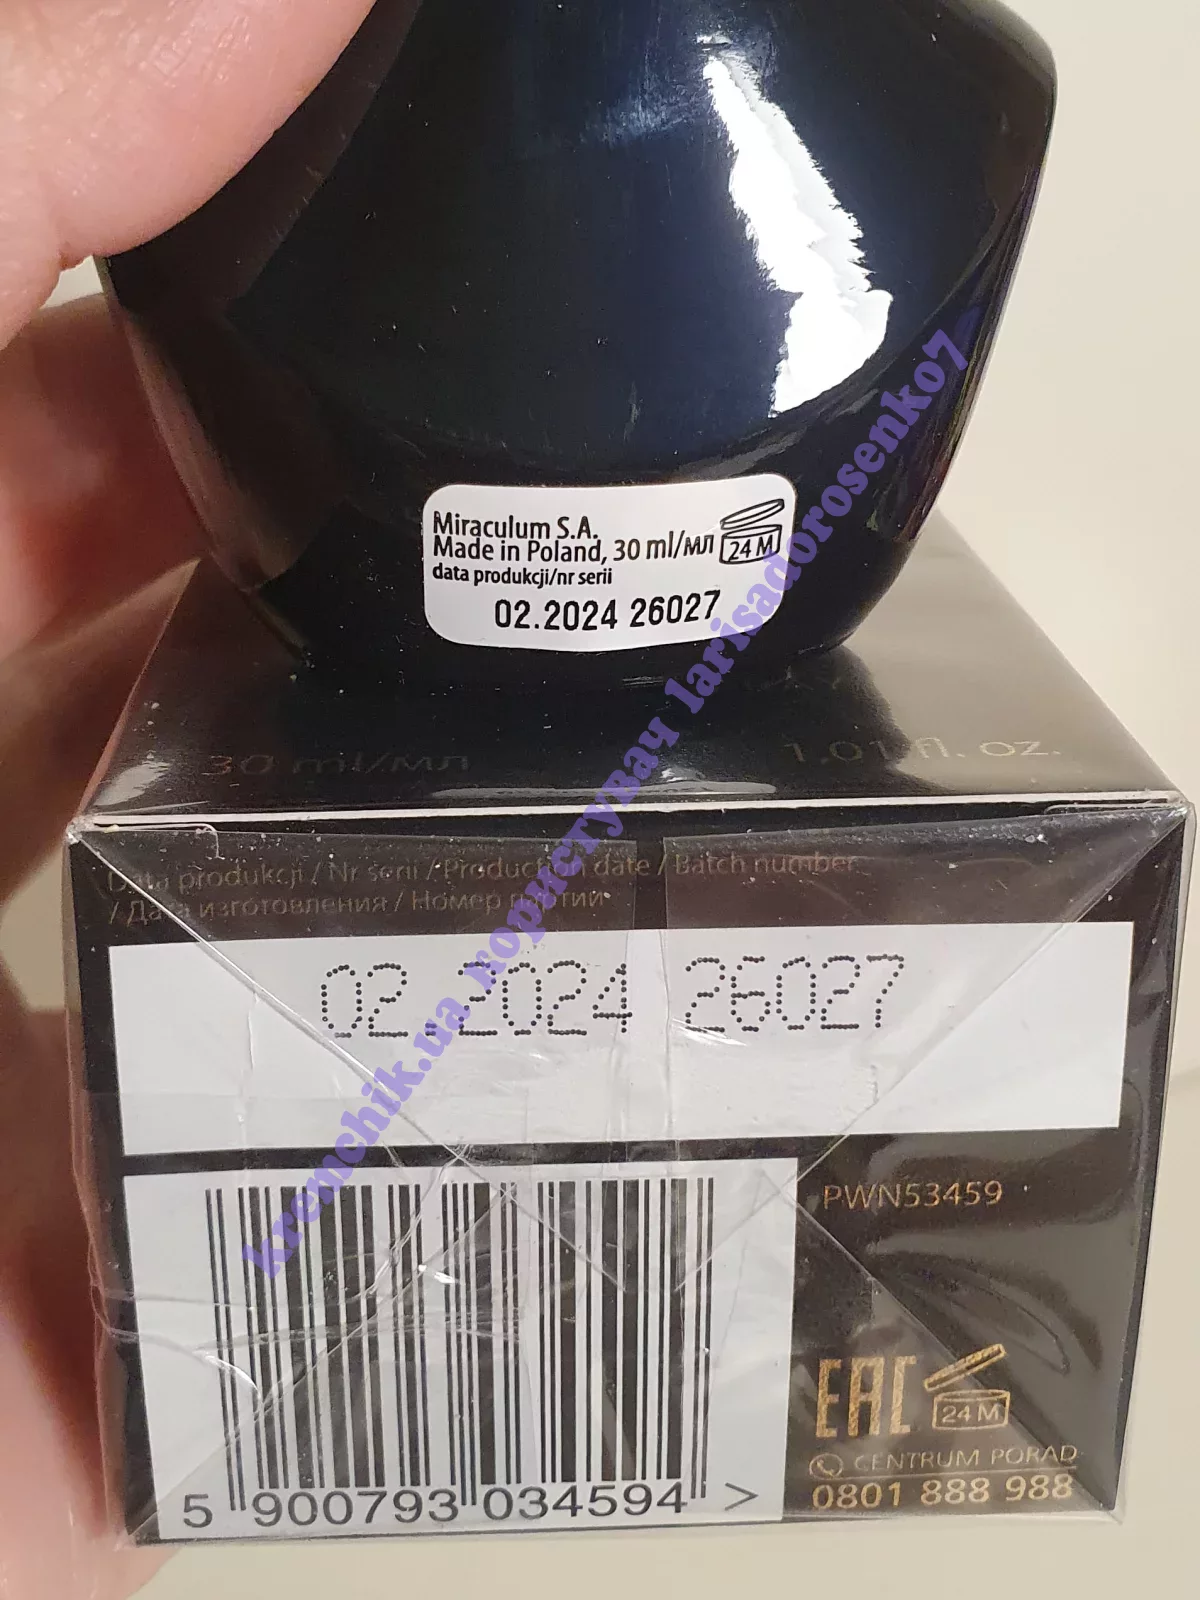 Miraculum S.A.
Made in Poland, 30 ml/мл 24 M
data produkcji/nr serii
02.2024 26027
30 ml/мл
1.01 fl. oz.
Data produkcji / Nr serii / Production date / Batch number
/ Дата изготовления / Номер партии
02.2024 26027
PWN53459
EAC 24 M
CENTRUM PORAD
0801 888 988
5 900793 034594 >
kremchik.ua користувач larisadorosenko07